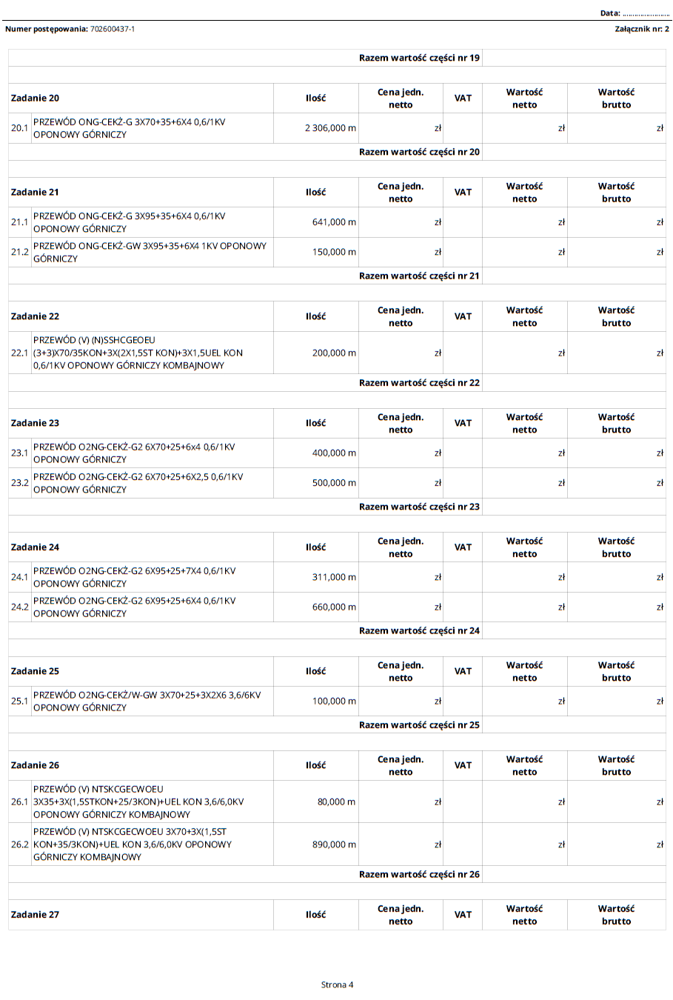 Data: ........................
Numer postępowania: 702600437-1 Załącznik nr: 2
Razem wartość części nr 19
Zadanie 20 Ilość Cena jedn. netto VAT Wartość netto Wartość brutto
20.1 PRZEWÓD ONG-CEKŻ-G 3X70+35+6X4 0,6/1KV
OPONOWY GÓRNICZY 2 306,000 m zł zł zł
Razem wartość części nr 20
Zadanie 21 Ilość Cena jedn. netto VAT Wartość netto Wartość brutto
21.1 PRZEWÓD ONG-CEKŻ-G 3X95+35+6X4 0,6/1KV
OPONOWY GÓRNICZY 641,000 m zł zł zł
21.2 PRZEWÓD ONG-CEKŻ-GW 3X95+35+6X4 1KV OPONOWY
GÓRNICZY 150,000 m zł zł zł
Razem wartość części nr 21
Zadanie 22 Ilość Cena jedn. netto VAT Wartość netto Wartość brutto
22.1 PRZEWÓD (V) (N)SSHCGEOEU
(3+3)X70/35KON+3X(2X1,5ST KON)+3X1,5UEL KON
0,6/1KV OPONOWY GÓRNICZY KOMBAJNOWY 200,000 m zł zł zł
Razem wartość części nr 22
Zadanie 23 Ilość Cena jedn. netto VAT Wartość netto Wartość brutto
23.1 PRZEWÓD O2NG-CEKŻ-G2 6X70+25+6x4 0,6/1KV
OPONOWY GÓRNICZY 400,000 m zł zł zł
23.2 PRZEWÓD O2NG-CEKŻ-G2 6X70+25+6X2,5 0,6/1KV
OPONOWY GÓRNICZY 500,000 m zł zł zł
Razem wartość części nr 23
Zadanie 24 Ilość Cena jedn. netto VAT Wartość netto Wartość brutto
24.1 PRZEWÓD O2NG-CEKŻ-G2 6X95+25+7X4 0,6/1KV
OPONOWY GÓRNICZY 311,000 m zł zł zł
24.2 PRZEWÓD O2NG-CEKŻ-G2 6X95+25+6X4 0,6/1KV
OPONOWY GÓRNICZY 660,000 m zł zł zł
Razem wartość części nr 24
Zadanie 25 Ilość Cena jedn. netto VAT Wartość netto Wartość brutto
25.1 PRZEWÓD O2NG-CEKŻ/W-GW 3X70+25+3X2X6 3,6/6KV
OPONOWY GÓRNICZY 100,000 m zł zł zł
Razem wartość części nr 25
Zadanie 26 Ilość Cena jedn. netto VAT Wartość netto Wartość brutto
26.1 PRZEWÓD (V) NTSKCGECWOEU
3X35+3X(1,5STKON+25/3KON)+UEL KON 3,6/6,0KV
OPONOWY GÓRNICZY KOMBAJNOWY 80,000 m zł zł zł
26.2 PRZEWÓD (V) NTSKCGECWOEU 3X70+3X(1,5ST
KON+35/3KON)+UEL KON 3,6/6,0KV OPONOWY
GÓRNICZY KOMBAJNOWY 890,000 m zł zł zł
Razem wartość części nr 26
Zadanie 27 Ilość Cena jedn. netto VAT Wartość netto Wartość brutto
Strona 4